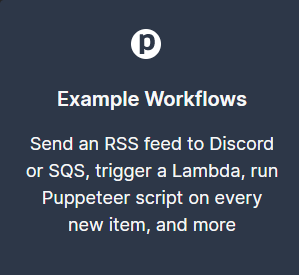 p
Example Workflows
Send an RSS feed to Discord
or SQS, trigger a Lambda, run
Puppeteer script on every
new item, and more